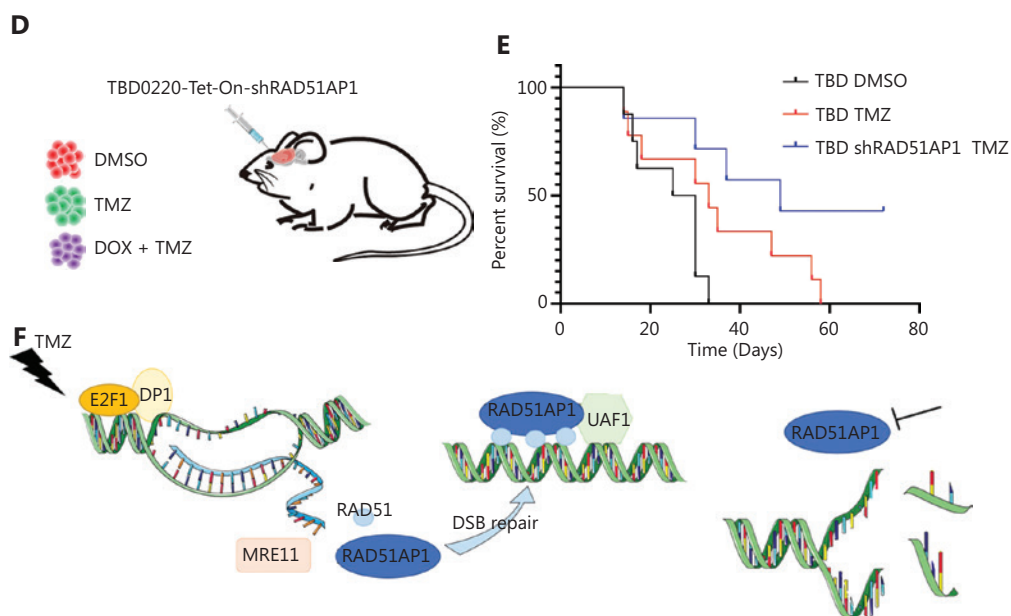 D
TBD0220-Tet-On-shRAD51AP1
DMSO
TMZ
DOX + TMZ
E
Percent survival (%)
100
50
0
0
20
40
60
80
Time (Days)
TBD DMSO
TBD TMZ
TBD shRAD51AP1 TMZ
F
TMZ
E2F1
DP1
RAD51
MRE11
RAD51AP1
DSB repair
RAD51AP1
UAF1
RAD51AP1